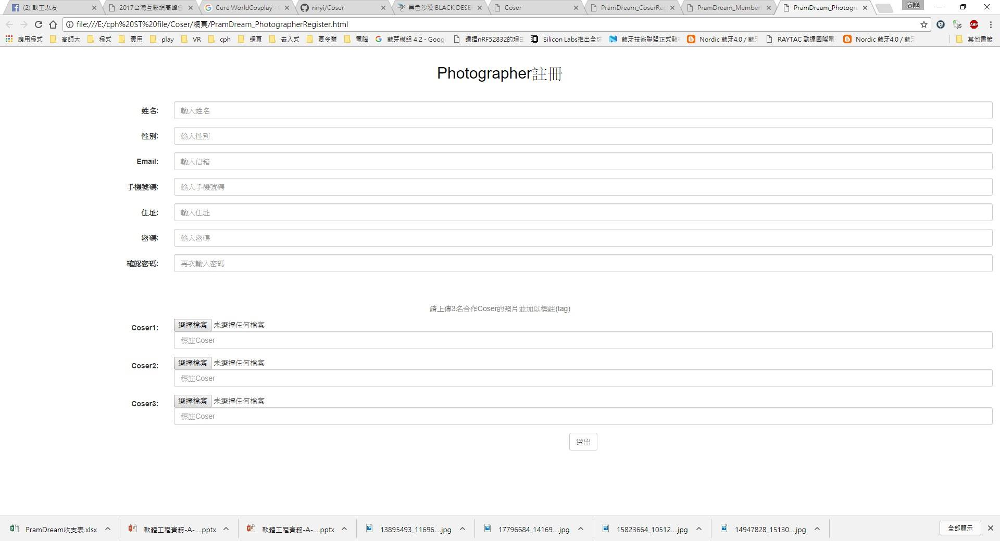 (2) 軟工系友
2017台灣互聯網高峰會
Cure WorldCosplay -
nnyi/Coser
黑色沙漠 BLACK DESE
Coser
PramDream_CoserReg
PramDream_Member
PramDream_Photogra
文善
file:///E:/cph%20ST%20file/Coser/網頁/PramDream_PhotographerRegister.html
應用程式 高師大 程式 實用 play VR cph 網頁 嵌入式 夏令營 電腦 藍芽模組 4.2 - Goog 選擇nRF52832的理由 Silicon Labs推出全球 藍牙技術聯盟正式發布 Nordic 藍牙4.0 / 藍牙 RAYTAC 勁達國際電 Nordic 藍牙4.0 / 藍牙 其他書籤
Photographer註冊
姓名: 輸入姓名
性別: 輸入性別
Email: 輸入信箱
手機號碼: 輸入手機號碼
住址: 輸入住址
密碼: 輸入密碼
確認密碼: 再次輸入密碼
請上傳3名合作Coser的照片並加以標註(tag)
Coser1: 選擇檔案 未選擇任何檔案
標註Coser
Coser2: 選擇檔案 未選擇任何檔案
標註Coser
Coser3: 選擇檔案 未選擇任何檔案
標註Coser
送出
PramDream收支表.xlsx
軟體工程實務-A-....pptx
軟體工程實務-A-....pptx
13895493_11696....jpg
17796684_14169....jpg
15823664_10512....jpg
14947828_15130....jpg
全部顯示